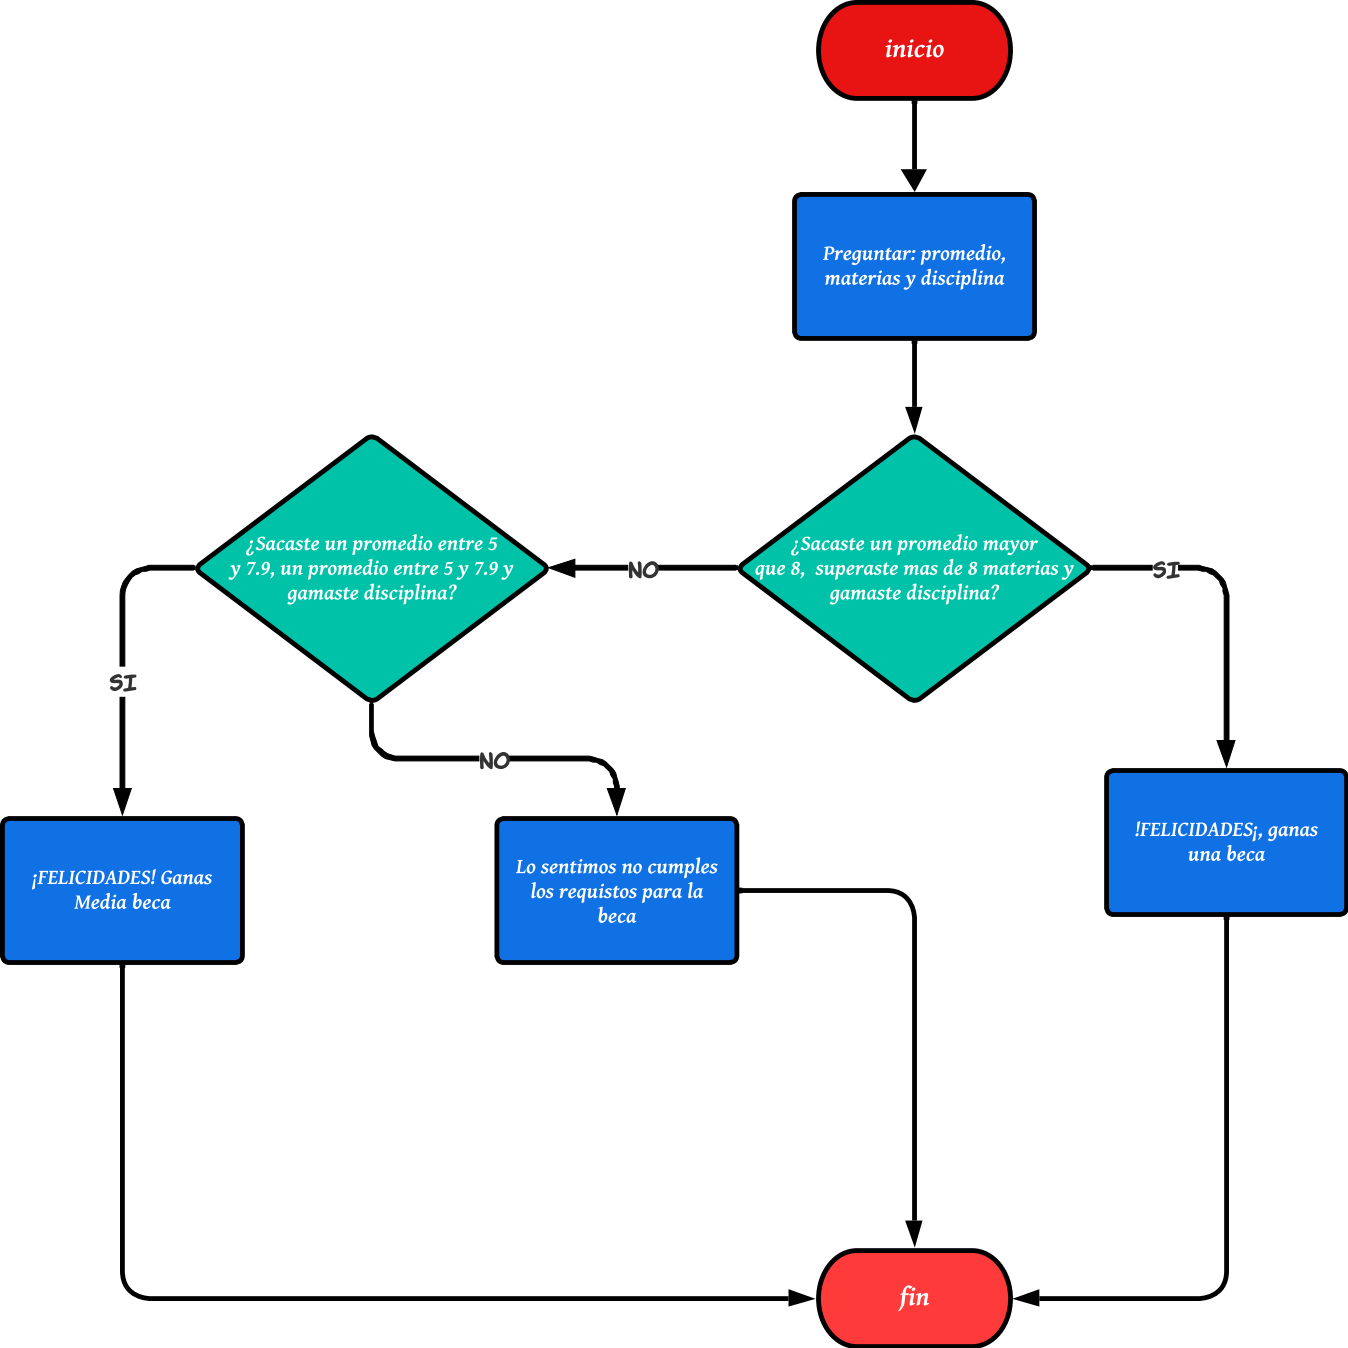 inicio
Preguntar: promedio,
materias y disciplina
¿Sacaste un promedio mayor
que 8,  superaste mas de 8 materias y
gamaste disciplina?
NO
SI
¿Sacaste un promedio entre 5
y 7.9, un promedio entre 5 y 7.9 y
gamaste disciplina?
SI
NO
¡FELICIDADES! Ganas
Media beca
Lo sentimos no cumples
los requistos para la
beca
!FELICIDADES¡, ganas
una beca
fin